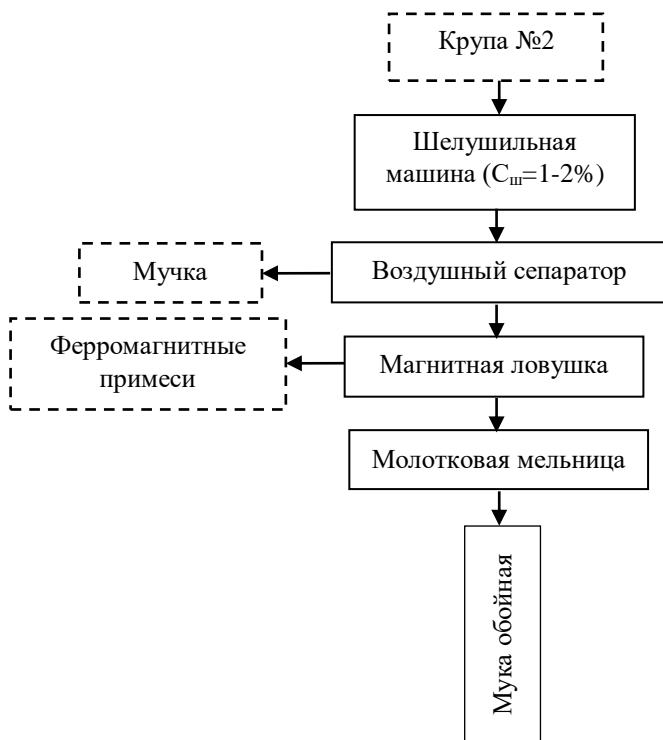 Крупа №2
Шелушильная
машина (Сш=1-2%)
Мучка
Воздушный сепаратор
Ферромагнитные
примеси
Магнитная ловушка
Молотковая мельница
Мука обойная